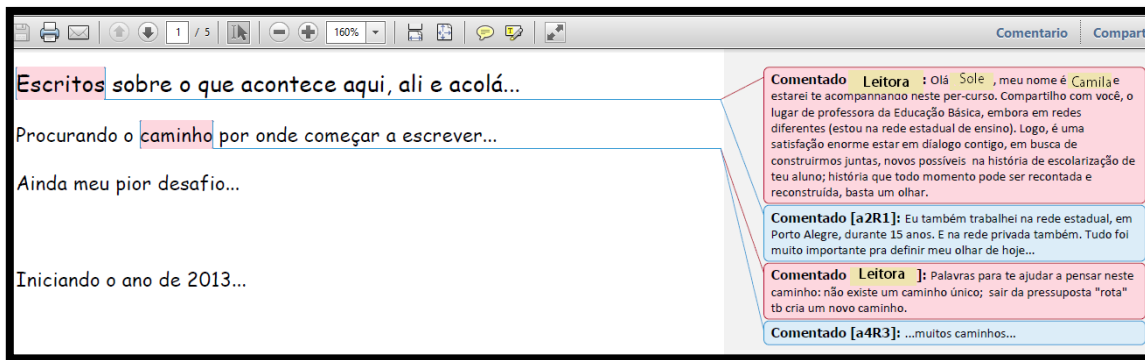 1 / 5 160% Comentario Compart
Escritos sobre o que acontece aqui, ali e acolá...
Procurando o caminho por onde começar a escrever...
Ainda meu pior desafio...
Iniciando o ano de 2013...
Comentado Leitora : Olá Sole , meu nome é Camila e
estarei te acompannando neste per-curso. Compartilho com você, o
lugar de professora da Educação Básica, embora em redes
diferentes (estou na rede estadual de ensino). Logo, é uma
satisfação enorme estar em díalogo contigo, em busca de
construirmos juntas, novos possíveis na história de escolarização de
teu aluno; história que todo momento pode ser recontada e
reconstruída, basta um olhar.
Comentado [a2R1]: Eu também trabalhei na rede estadual, em
Porto Alegre, durante 15 anos. E na rede privada também. Tudo foi
muito importante pra definir meu olhar de hoje...
Comentado Leitora ]: Palavras para te ajudar a pensar neste
caminho: não existe um caminho único; sair da pressuposta "rota"
tb cria um novo caminho.
Comentado [a4R3]: ...muitos caminhos...